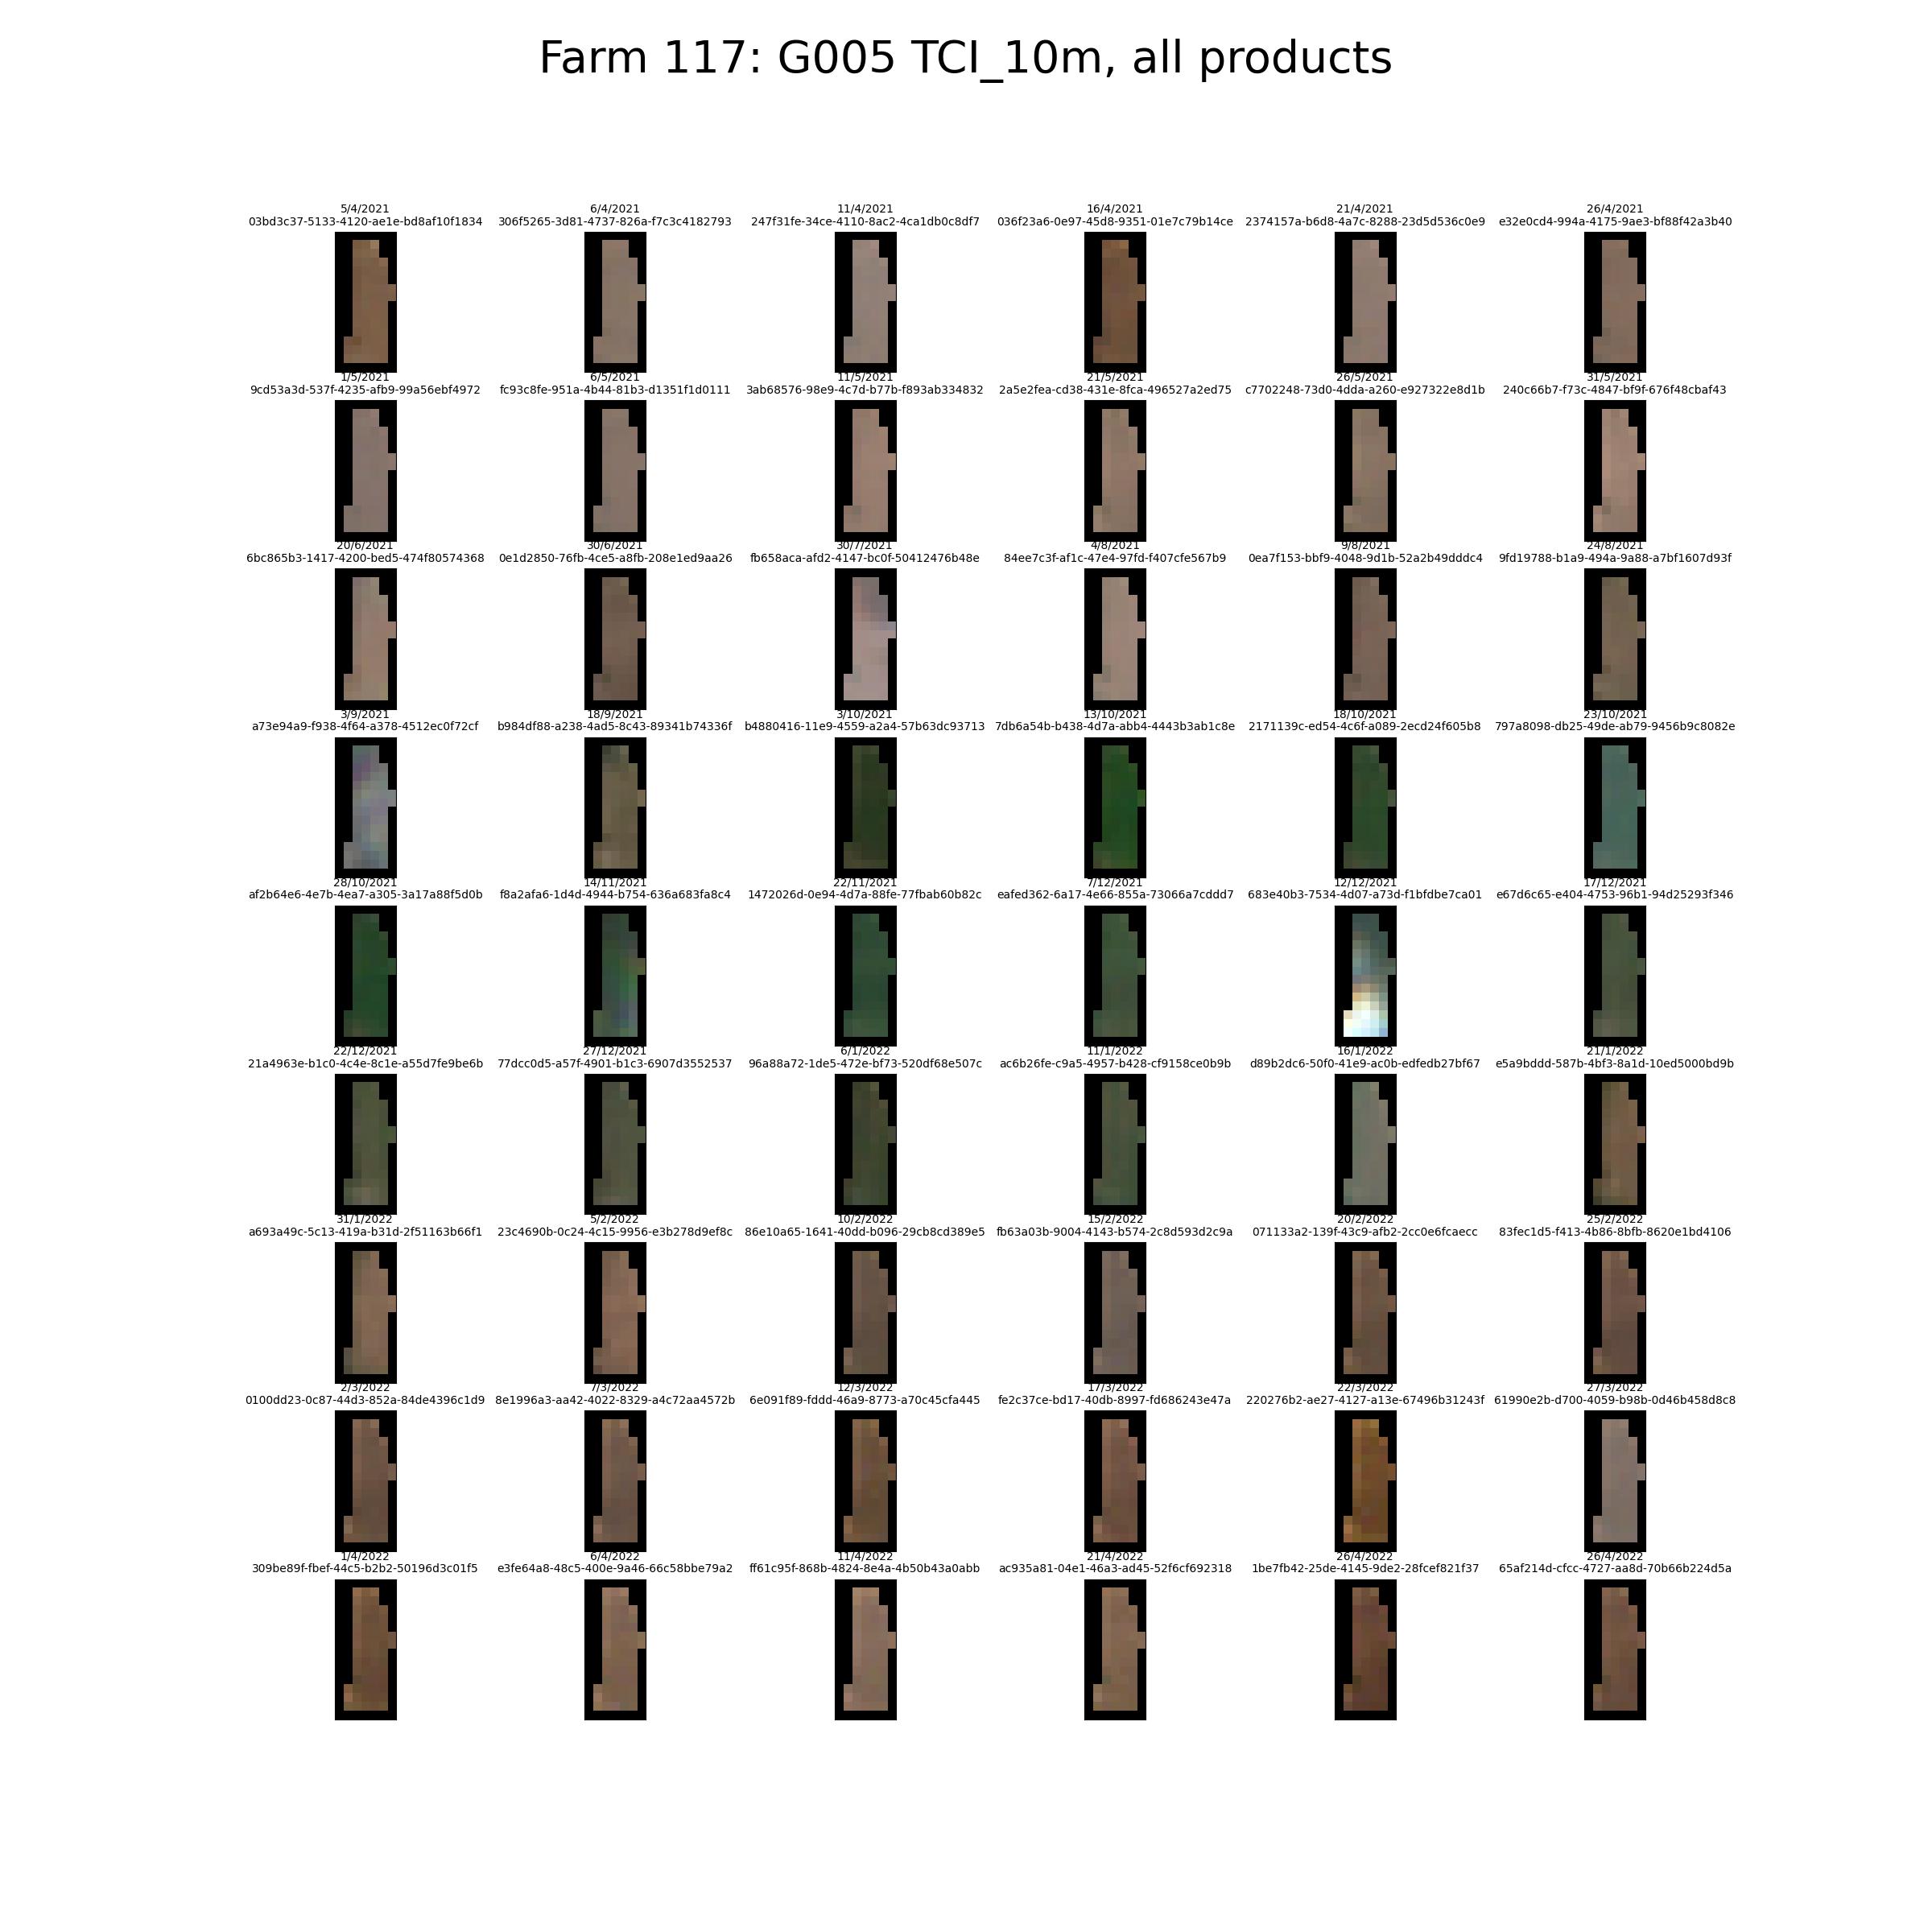 Farm 117: G005 TCI_10m, all products
5/4/2021 6/4/2021 11/4/2021 16/4/2021 21/4/2021 26/4/2021
03bd3c37-5133-4120-ae1e-bd8af10f1834 306f5265-3d81-4737-826a-f7c3c4182793 247f31fe-34ce-4110-8ac2-4ca1db0c8df7 036f23a6-0e97-45d8-9351-01e7c79b14ce 2374157a-b6d8-4a7c-8288-23d5d536c0e9 e32e0cd4-994a-4175-9ae3-bf88f42a3b40
1/5/2021 6/5/2021 11/5/2021 21/5/2021 26/5/2021 31/5/2021
9cd53a3d-537f-4235-afb9-99a56ebf4972 fc93c8fe-951a-4b44-81b3-d1351f1d0111 3ab68576-98e9-4c7d-b77b-f893ab334832 2a5e2fea-cd38-431e-8fca-496527a2ed75 c7702248-73d0-4dda-a260-e927322e8d1b 240c66b7-f73c-4847-bf9f-676f48cbaf43
20/6/2021 30/6/2021 30/7/2021 4/8/2021 9/8/2021 24/8/2021
6bc865b3-1417-4200-bed5-474f80574368 0e1d2850-76fb-4ce5-a8fb-208e1ed9aa26 fb658aca-afd2-4147-bc0f-50412476b48e 84ee7c3f-af1c-47e4-97fd-f407cfe567b9 0ea7f153-bbf9-4048-9d1b-52a2b49dddc4 9fd19788-b1a9-494a-9a88-a7bf1607d93f
3/9/2021 18/9/2021 3/10/2021 13/10/2021 18/10/2021 23/10/2021
a73e94a9-f938-4f64-a378-4512ec0f72cf b984df88-a238-4ad5-8c43-89341b74336f b4880416-11e9-4559-a2a4-57b63dc93713 7db6a54b-b438-4d7a-abb4-4443b3ab1c8e 2171139c-ed54-4c6f-a089-2ecd24f605b8 797a8098-db25-49de-ab79-9456b9c8082e
28/10/2021 14/11/2021 22/11/2021 7/12/2021 12/12/2021 17/12/2021
af2b64e6-4e7b-4ea7-a305-3a17a88f5d0b f8a2afa6-1d4d-4944-b754-636a683fa8c4 1472026d-0e94-4d7a-88fe-77fbab60b82c eafed362-6a17-4e66-855a-73066a7cddd7 683e40b3-7534-4d07-a73d-f1bfdbe7ca01 e67d6c65-e404-4753-96b1-94d25293f346
22/12/2021 27/12/2021 6/1/2022 11/1/2022 16/1/2022 21/1/2022
21a4963e-b1c0-4c4e-8c1e-a55d7fe9be6b 77dcc0d5-a57f-4901-b1c3-6907d3552537 96a88a72-1de5-472e-bf73-520df68e507c ac6b26fe-c9a5-4957-b428-cf9158ce0b9b d89b2dc6-50f0-41e9-ac0b-edfedb27bf67 e5a9bddd-587b-4bf3-8a1d-10ed5000bd9b
31/1/2022 5/2/2022 10/2/2022 15/2/2022 20/2/2022 25/2/2022
a693a49c-5c13-419a-b31d-2f51163b66f1 23c4690b-0c24-4c15-9956-e3b278d9ef8c 86e10a65-1641-40dd-b096-29cb8cd389e5 fb63a03b-9004-4143-b574-2c8d593d2c9a 071133a2-139f-43c9-afb2-2cc0e6fcaecc 83fec1d5-f413-4b86-8bfb-8620e1bd4106
2/3/2022 7/3/2022 12/3/2022 17/3/2022 22/3/2022 27/3/2022
0100dd23-0c87-44d3-852a-84de4396c1d9 8e1996a3-aa42-4022-8329-a4c72aa4572b 6e091f89-fddd-46a9-8773-a70c45cfa445 fe2c37ce-bd17-40db-8997-fd686243e47a 220276b2-ae27-4127-a13e-67496b31243f 61990e2b-d700-4059-b98b-0d46b458d8c8
1/4/2022 6/4/2022 11/4/2022 21/4/2022 26/4/2022 26/4/2022
309be89f-fbef-44c5-b2b2-50196d3c01f5 e3fe64a8-48c5-400e-9a46-66c58bbe79a2 ff61c95f-868b-4824-8e4a-4b50b43a0abb ac935a81-04e1-46a3-ad45-52f6cf692318 1be7fb42-25de-4145-9de2-28fcef821f37 65af214d-cfcc-4727-aa8d-70b66b224d5a